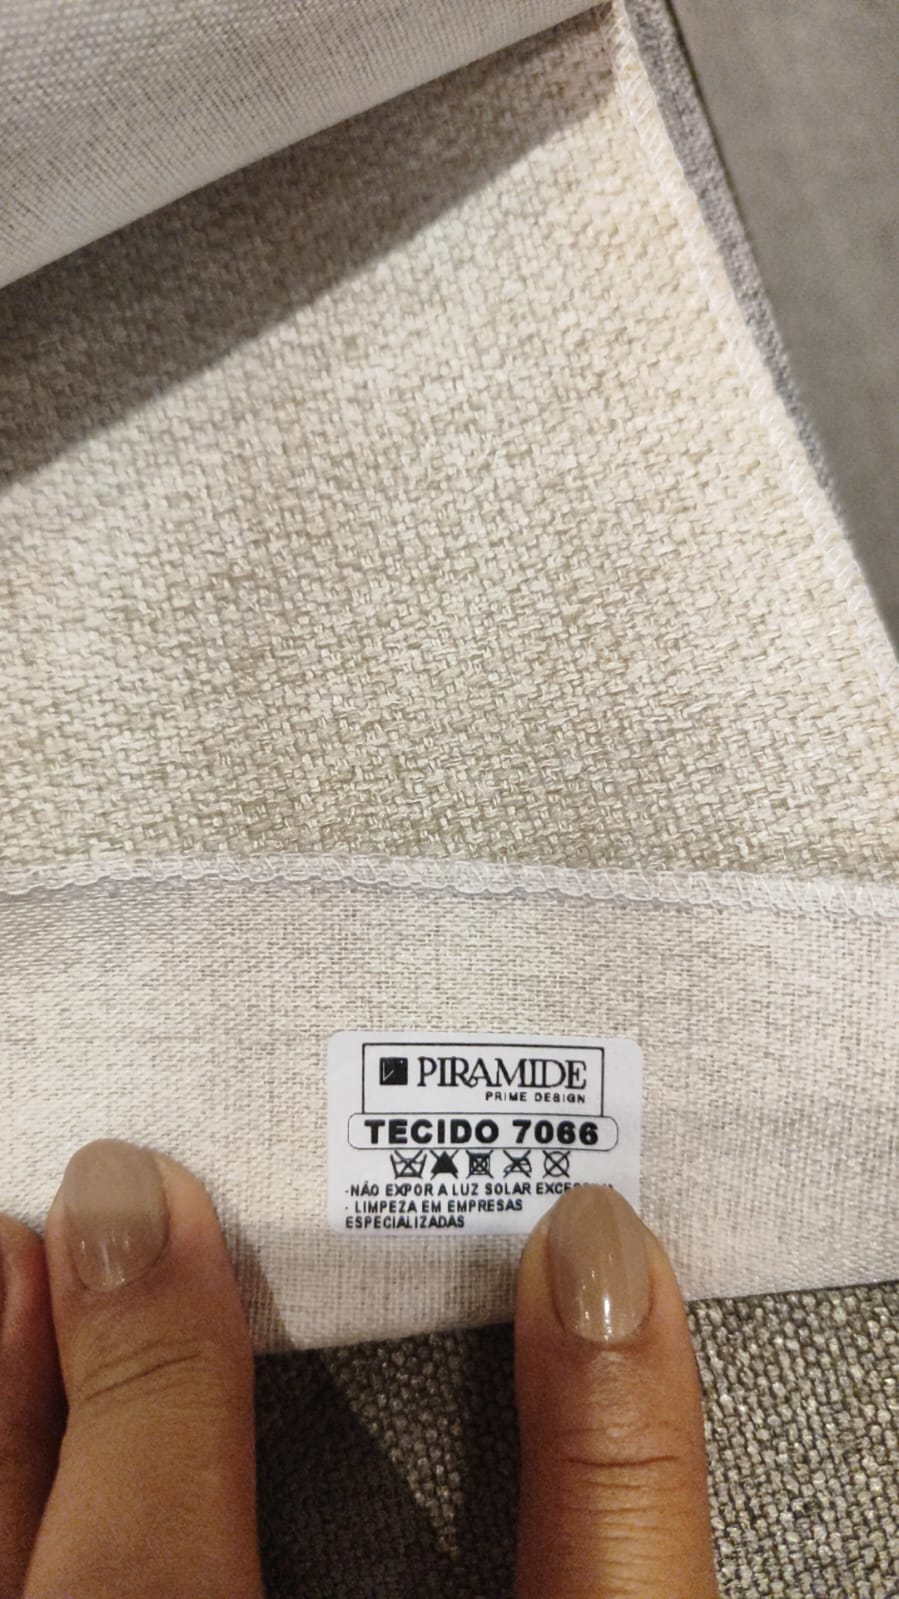 PIRAMIDE
PRIME DESIGN
TECIDO 7066
-NÃO EXPOR A LUZ SOLAR
- LIMPEZA EM EMPRESAS
ESPECIALIZADAS